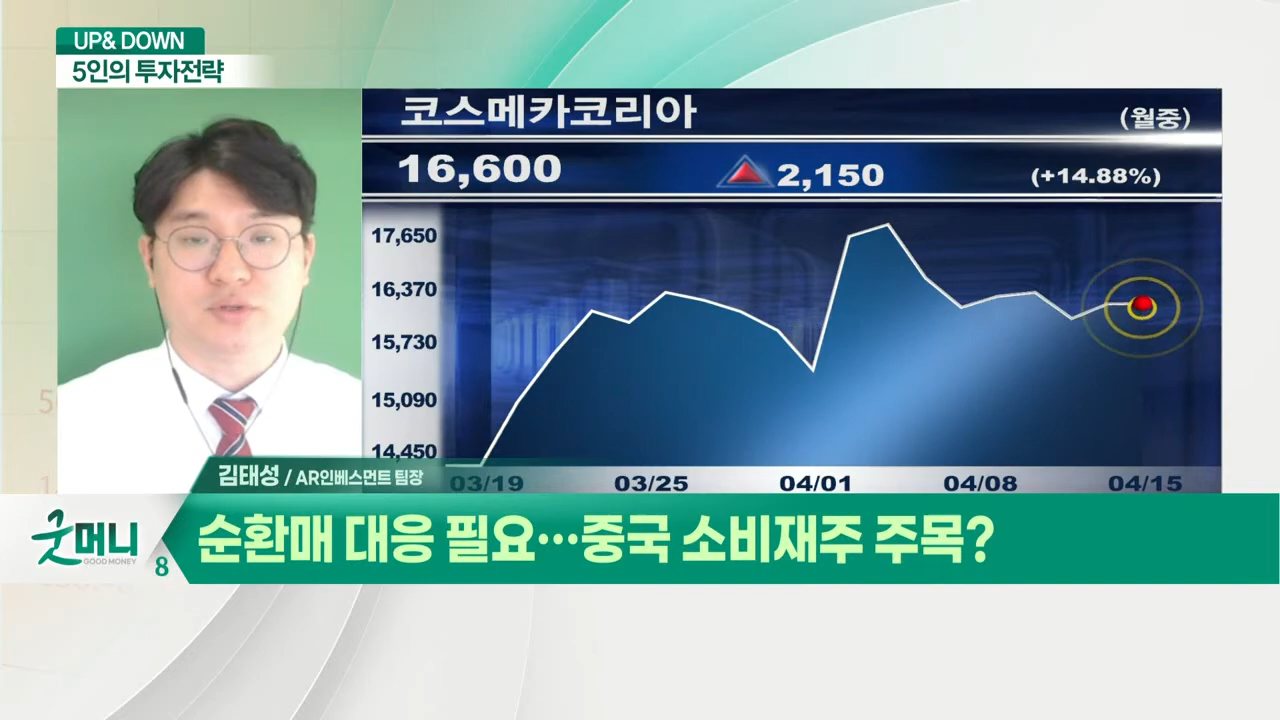 UP& DOWN
5인의 투자전략
코스메카코리아
(월중)
16,600
2,150
(+14.88%)
17,650
16,370
15,730
15,090
14,450
03/19
03/25
04/01
04/08
04/15
김태성 / AR인베스먼트 팀장
굿머니
GOOD MONEY
8
순환매 대응 필요…중국 소비재주 주목?